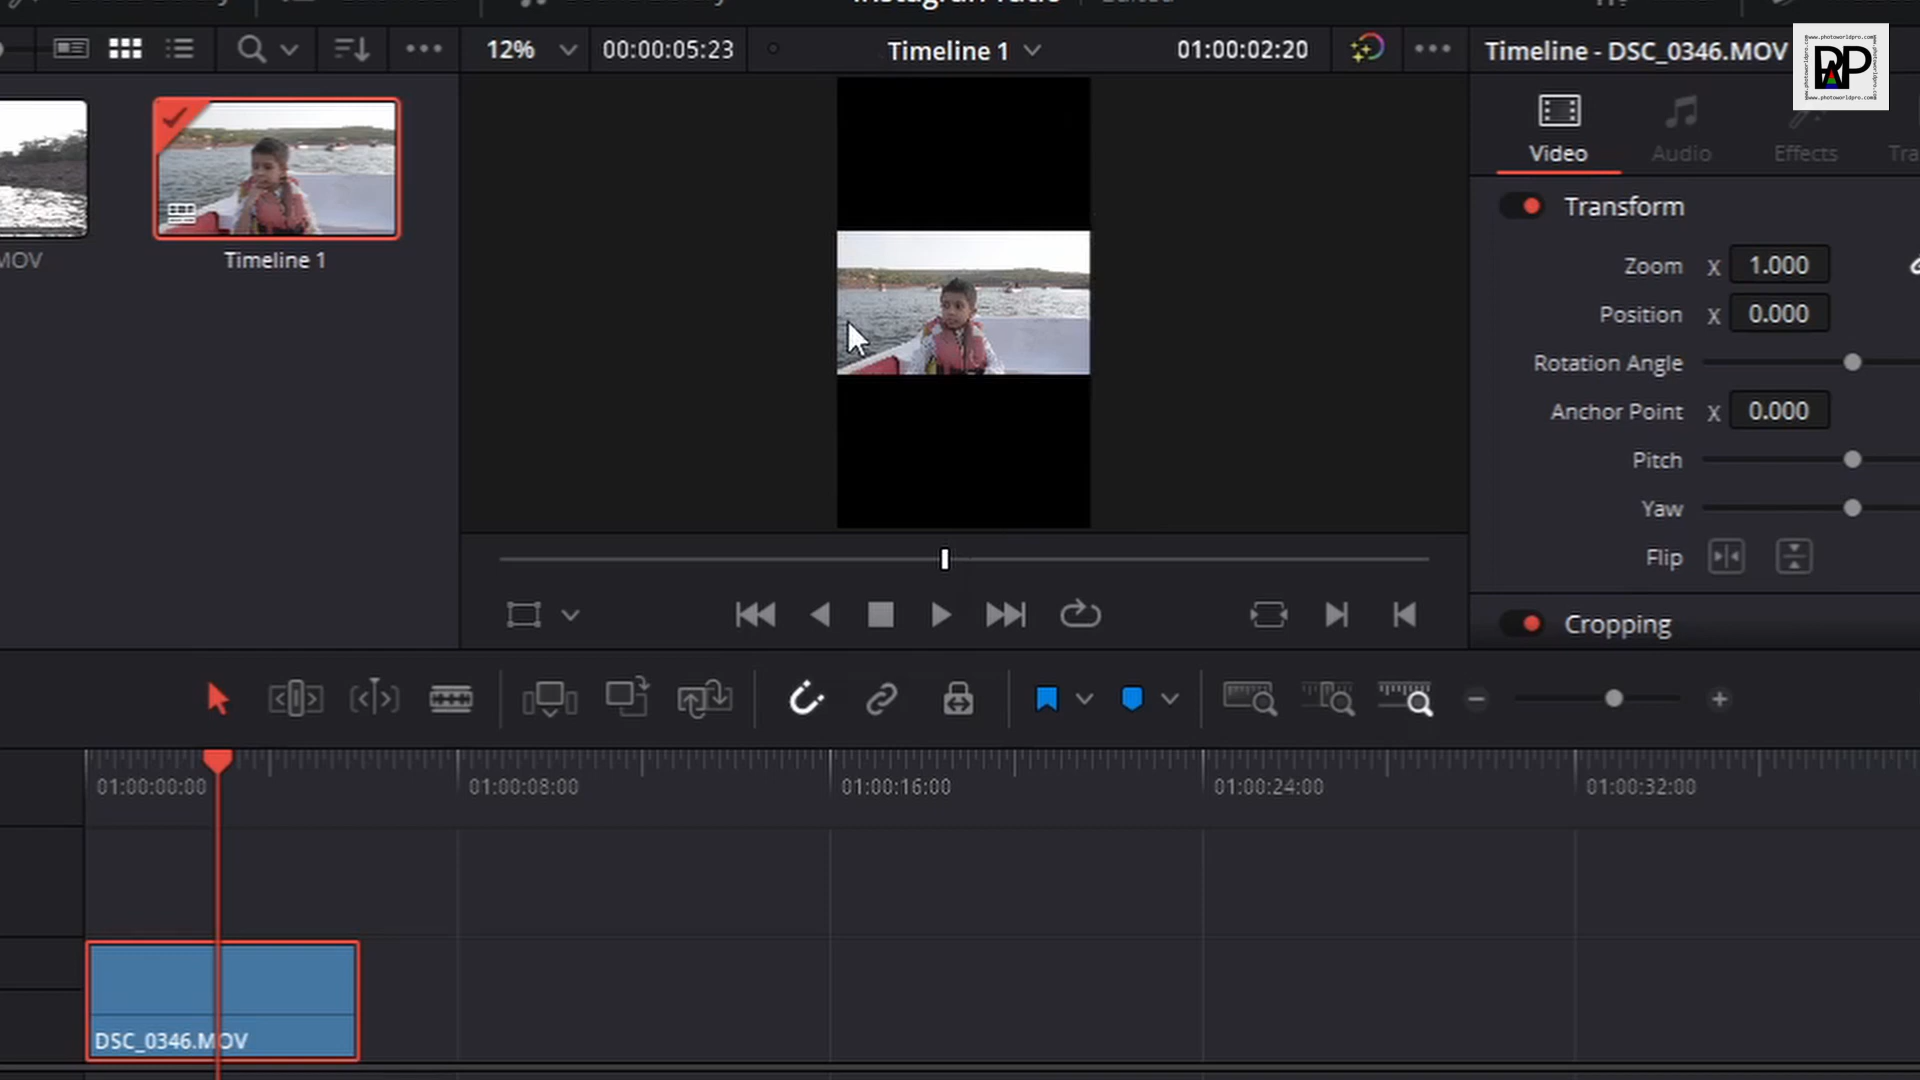 12%
00:00:05:23
Timeline 1
01:00:02:20
Timeline - DSC_0346.MOV
www.photoworldpro.com
Video
Audio
Effects
Transform
MOV
Timeline 1
Zoom X 1.000
Position X 0.000
Rotation Angle
Anchor Point X 0.000
Pitch
Yaw
Flip
Cropping
01:00:00:00
01:00:08:00
01:00:16:00
01:00:24:00
01:00:32:00
DSC_0346.MOV